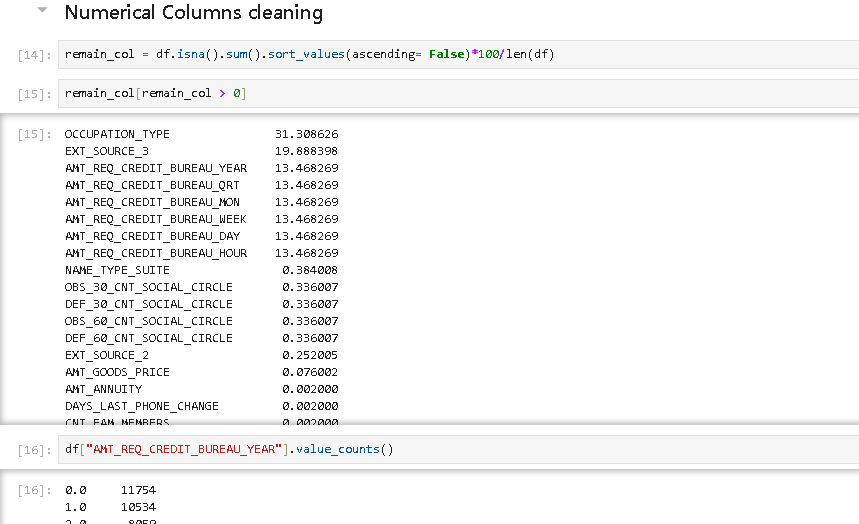 Numerical Columns cleaning
[14]: remain_col = df.isna().sum().sort_values(ascending= False)*100/len(df)
[15]: remain_col[remain_col > 0]
[15]: OCCUPATION_TYPE 31.308626
EXT_SOURCE_3 19.888398
AMT_REQ_CREDIT_BUREAU_YEAR 13.468269
AMT_REQ_CREDIT_BUREAU_QRT 13.468269
AMT_REQ_CREDIT_BUREAU_MON 13.468269
AMT_REQ_CREDIT_BUREAU_WEEK 13.468269
AMT_REQ_CREDIT_BUREAU_DAY 13.468269
AMT_REQ_CREDIT_BUREAU_HOUR 13.468269
NAME_TYPE_SUITE 0.384008
OBS_30_CNT_SOCIAL_CIRCLE 0.336007
DEF_30_CNT_SOCIAL_CIRCLE 0.336007
OBS_60_CNT_SOCIAL_CIRCLE 0.336007
DEF_60_CNT_SOCIAL_CIRCLE 0.336007
EXT_SOURCE_2 0.252005
AMT_GOODS_PRICE 0.076002
AMT_ANNUITY 0.002000
DAYS_LAST_PHONE_CHANGE 0.002000
CNT_FAM_MEMBERS 0.002000
[16]: df["AMT_REQ_CREDIT_BUREAU_YEAR"].value_counts()
[16]: 0.0 11754
1.0 10534
2.0 8059